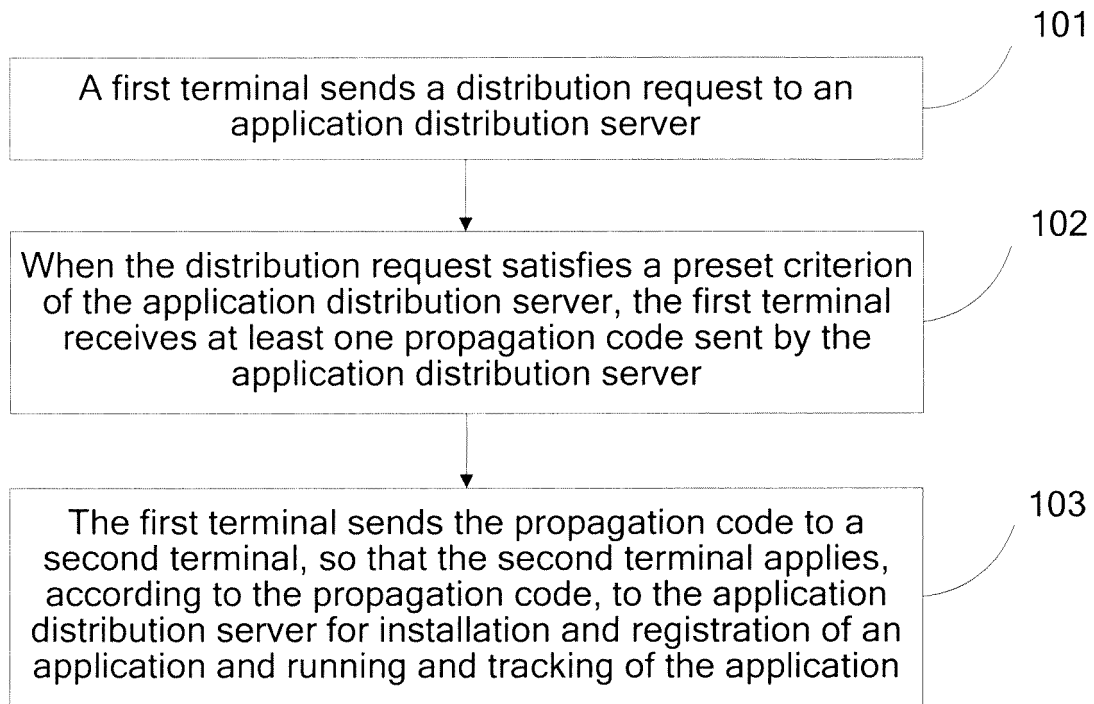 101
A first terminal sends a distribution request to an
application distribution server
102
When the distribution request satisfies a preset criterion
of the application distribution server, the first terminal
receives at least one propagation code sent by the
application distribution server
103
The first terminal sends the propagation code to a
second terminal, so that the second terminal applies,
according to the propagation code, to the application
distribution server for installation and registration of an
application and running and tracking of the application